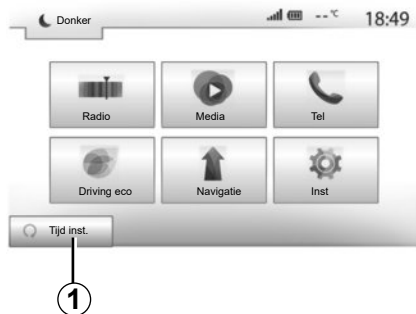 Donker
--°C 18:49
Radio Media Tel
Driving eco Navigatie Inst
Tijd inst.
1